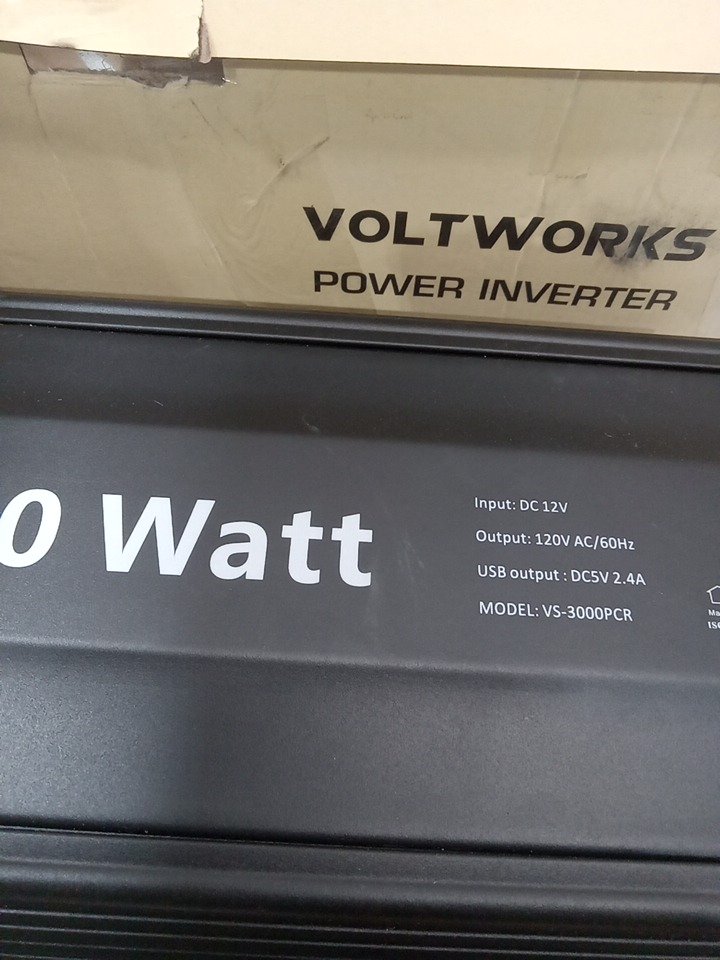 VOLTWORKS
POWER INVERTER
0 Watt
Input: DC 12V
Output: 120V AC/60Hz
USB output : DC5V 2.4A
MODEL: VS-3000PCR